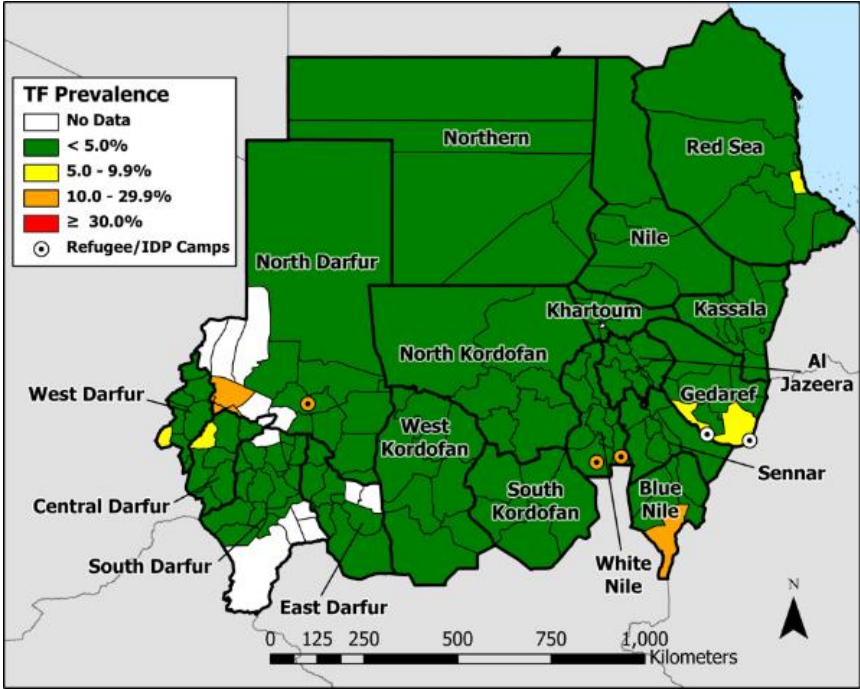 TF Prevalence
No Data
< 5.0%
5.0 - 9.9%
10.0 - 29.9%
≥ 30.0%
Refugee/IDP Camps
Northern
Red Sea
Nile
North Darfur
Khartoum
Kassala
North Kordofan
Al
Jazeera
West Darfur
Gedaref
West
Kordofan
Sennar
Central Darfur
South
Kordofan
Blue
Nile
South Darfur
White
Nile
East Darfur
N
0 125 250 500 750 1,000
Kilometers